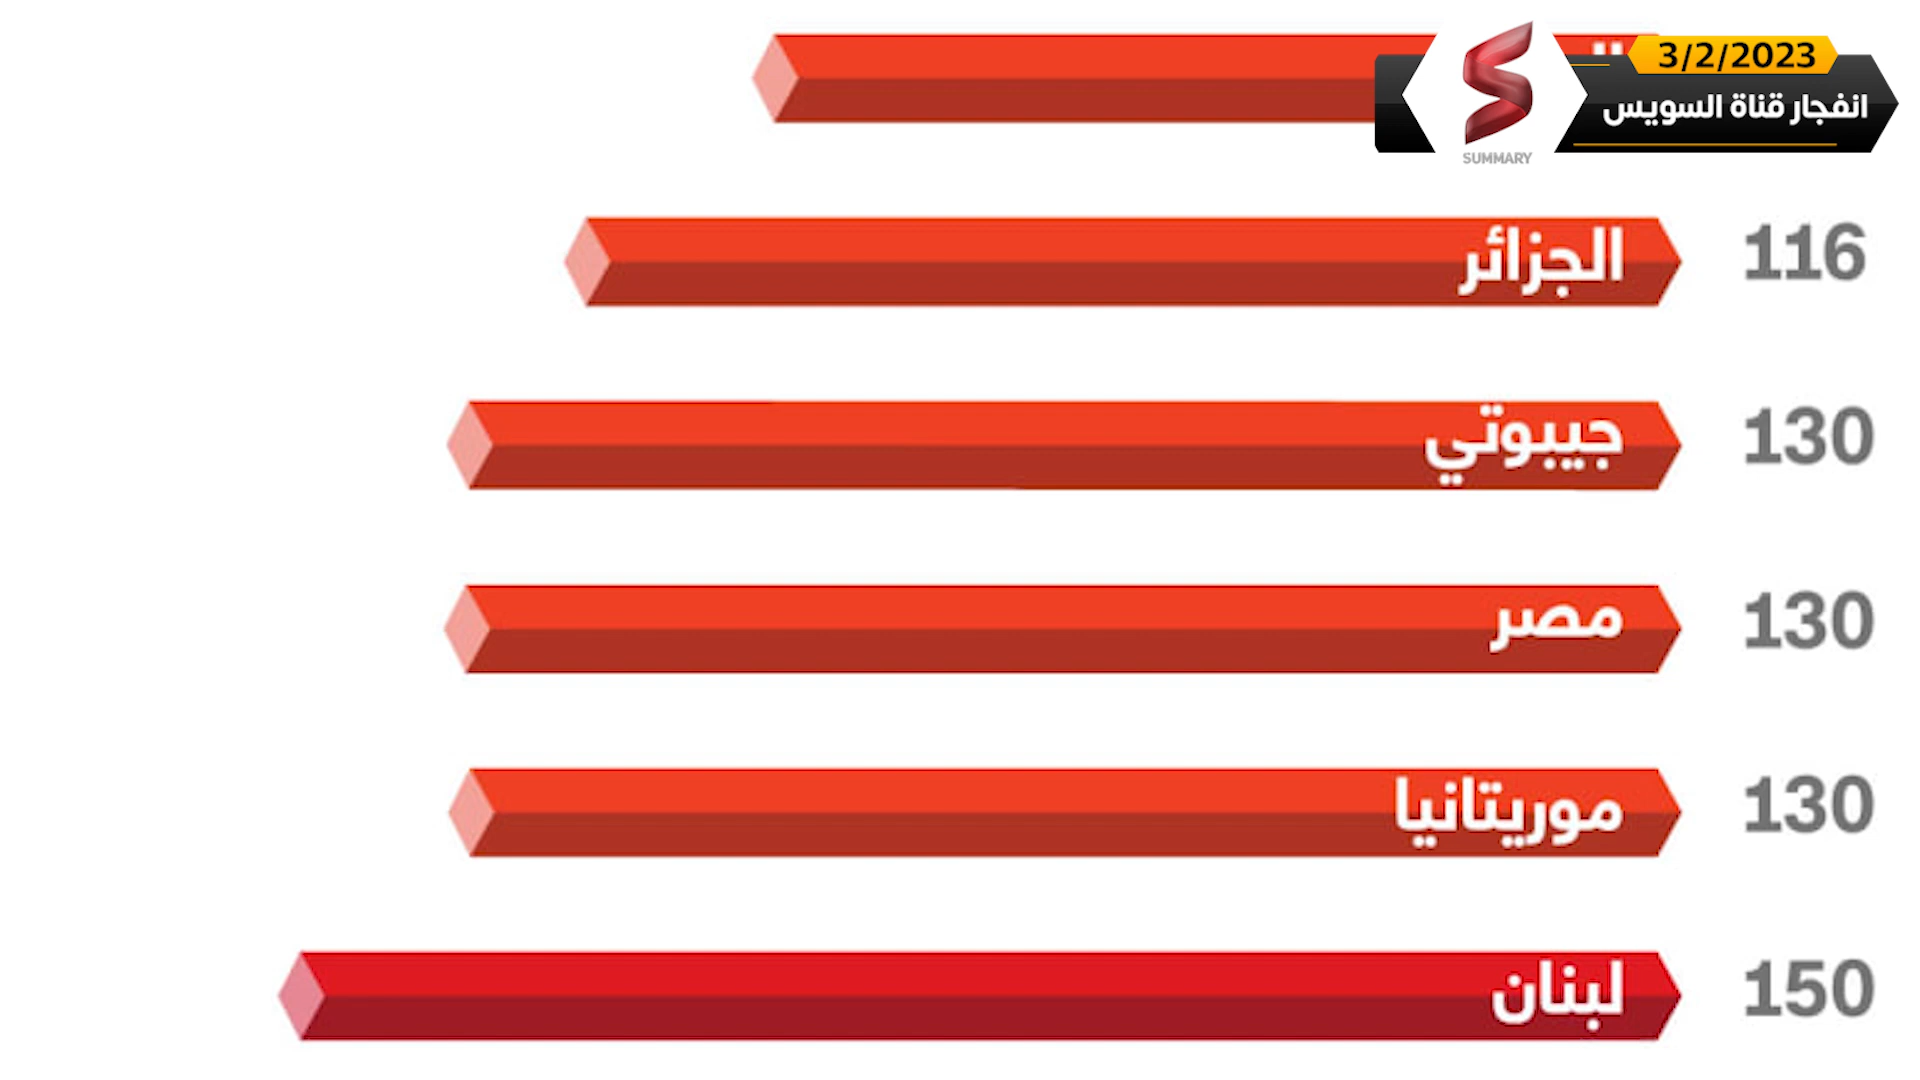 3/2/2023
انفجار قناة السويس
SUMMARY
الجزائر 116
جيبوتي 130
مصر 130
موريتانيا 130
لبنان 150